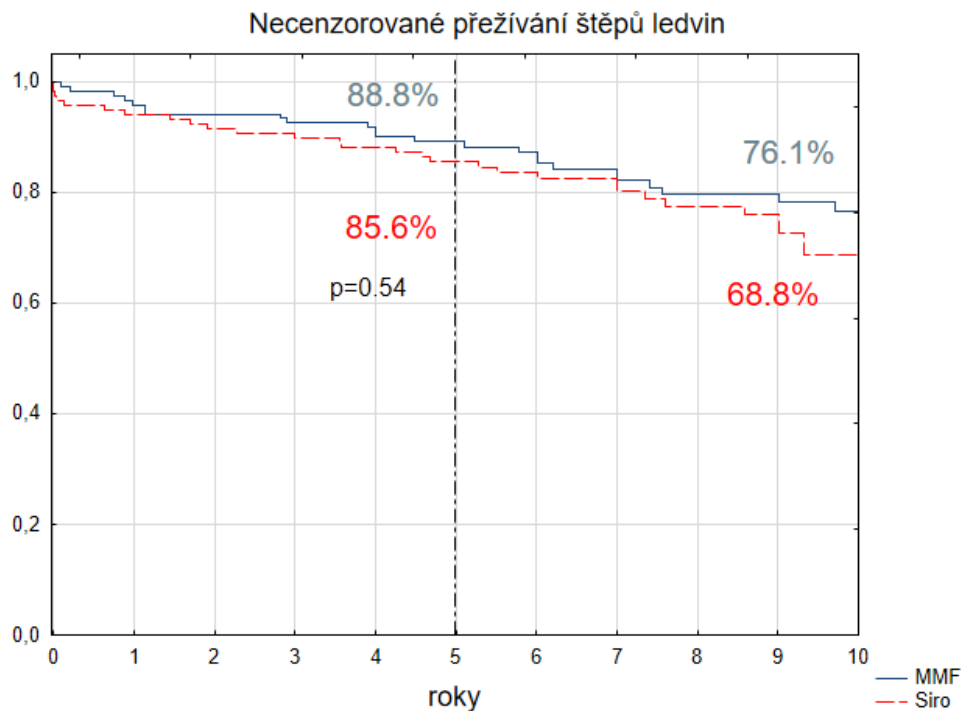 Necenzorované přežívání štěpů ledvin
1,0
0,8
0,6
0,4
0,2
0,0
88.8%
76.1%
85.6%
p=0.54
68.8%
0 1 2 3 4 5 6 7 8 9 10
roky
MMF
Siro